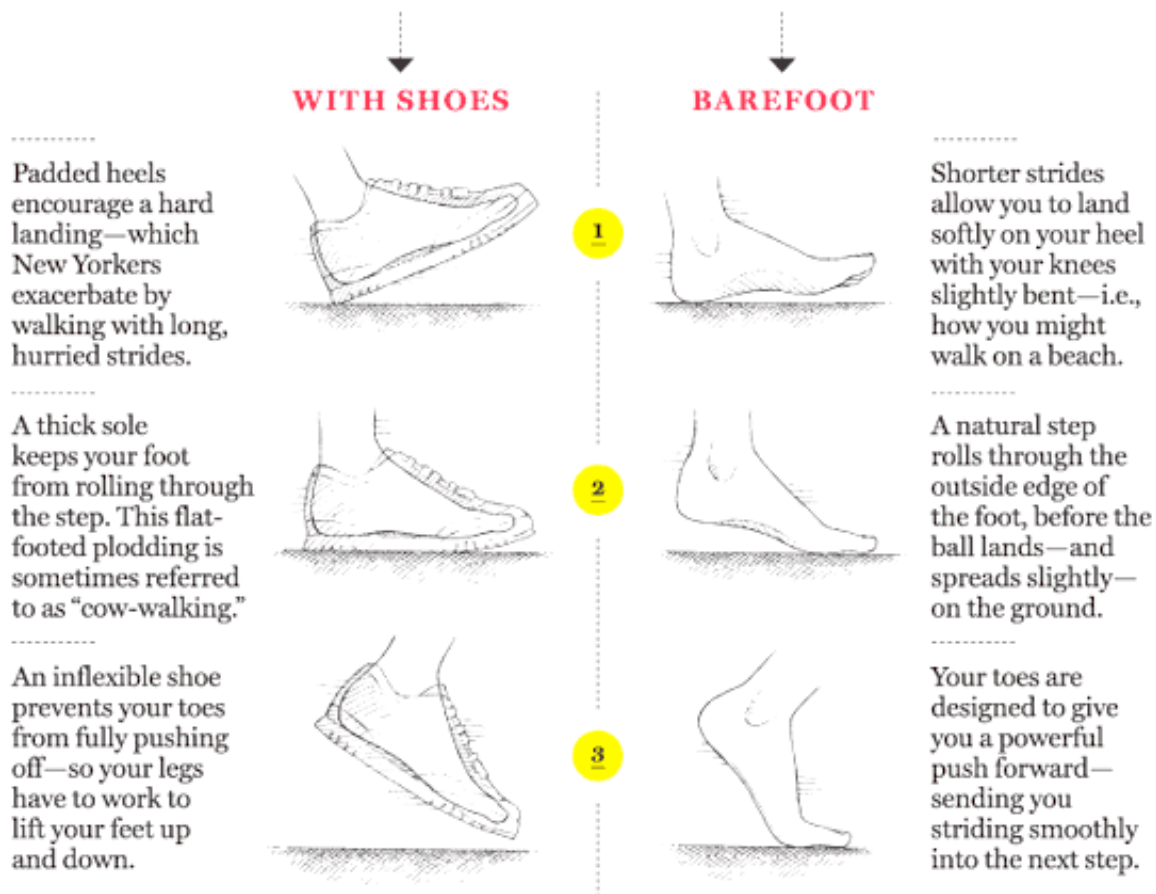 WITH SHOES
BAREFOOT
Padded heels
encourage a hard
landing—which
New Yorkers
exacerbate by
walking with long,
hurried strides.
1
Shorter strides
allow you to land
softly on your heel
with your knees
slightly bent—i.e.,
how you might
walk on a beach.
A thick sole
keeps your foot
from rolling through
the step. This flat-
footed plodding is
sometimes referred
to as “cow-walking.”
2
A natural step
rolls through the
outside edge of
the foot, before the
ball lands—and
spreads slightly—
on the ground.
An inflexible shoe
prevents your toes
from fully pushing
off—so your legs
have to work to
lift your feet up
and down.
3
Your toes are
designed to give
you a powerful
push forward—
sending you
striding smoothly
into the next step.